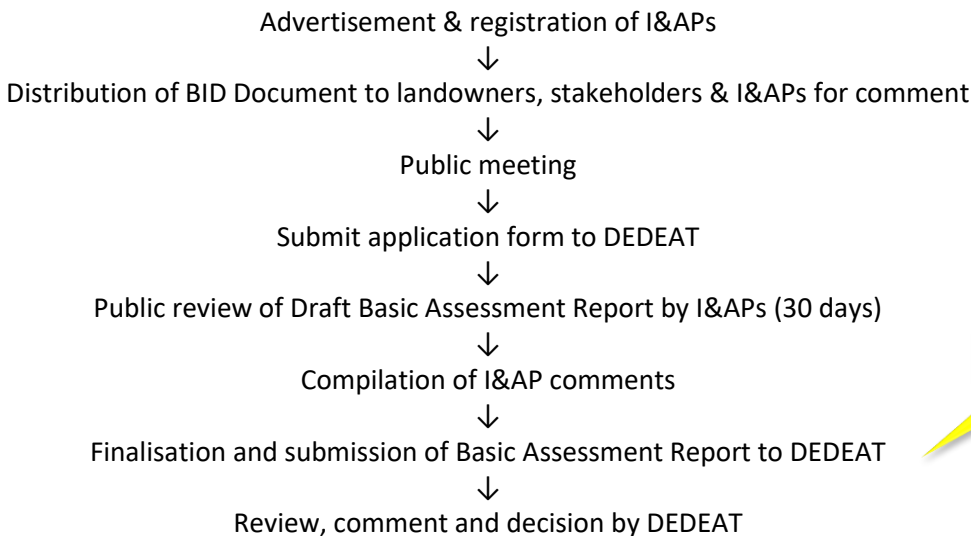 Advertisement & registration of I&APs
↓
Distribution of BID Document to landowners, stakeholders & I&APs for comment
↓
Public meeting
↓
Submit application form to DEDEAT
↓
Public review of Draft Basic Assessment Report by I&APs (30 days)
↓
Compilation of I&AP comments
↓
Finalisation and submission of Basic Assessment Report to DEDEAT
↓
Review, comment and decision by DEDEAT